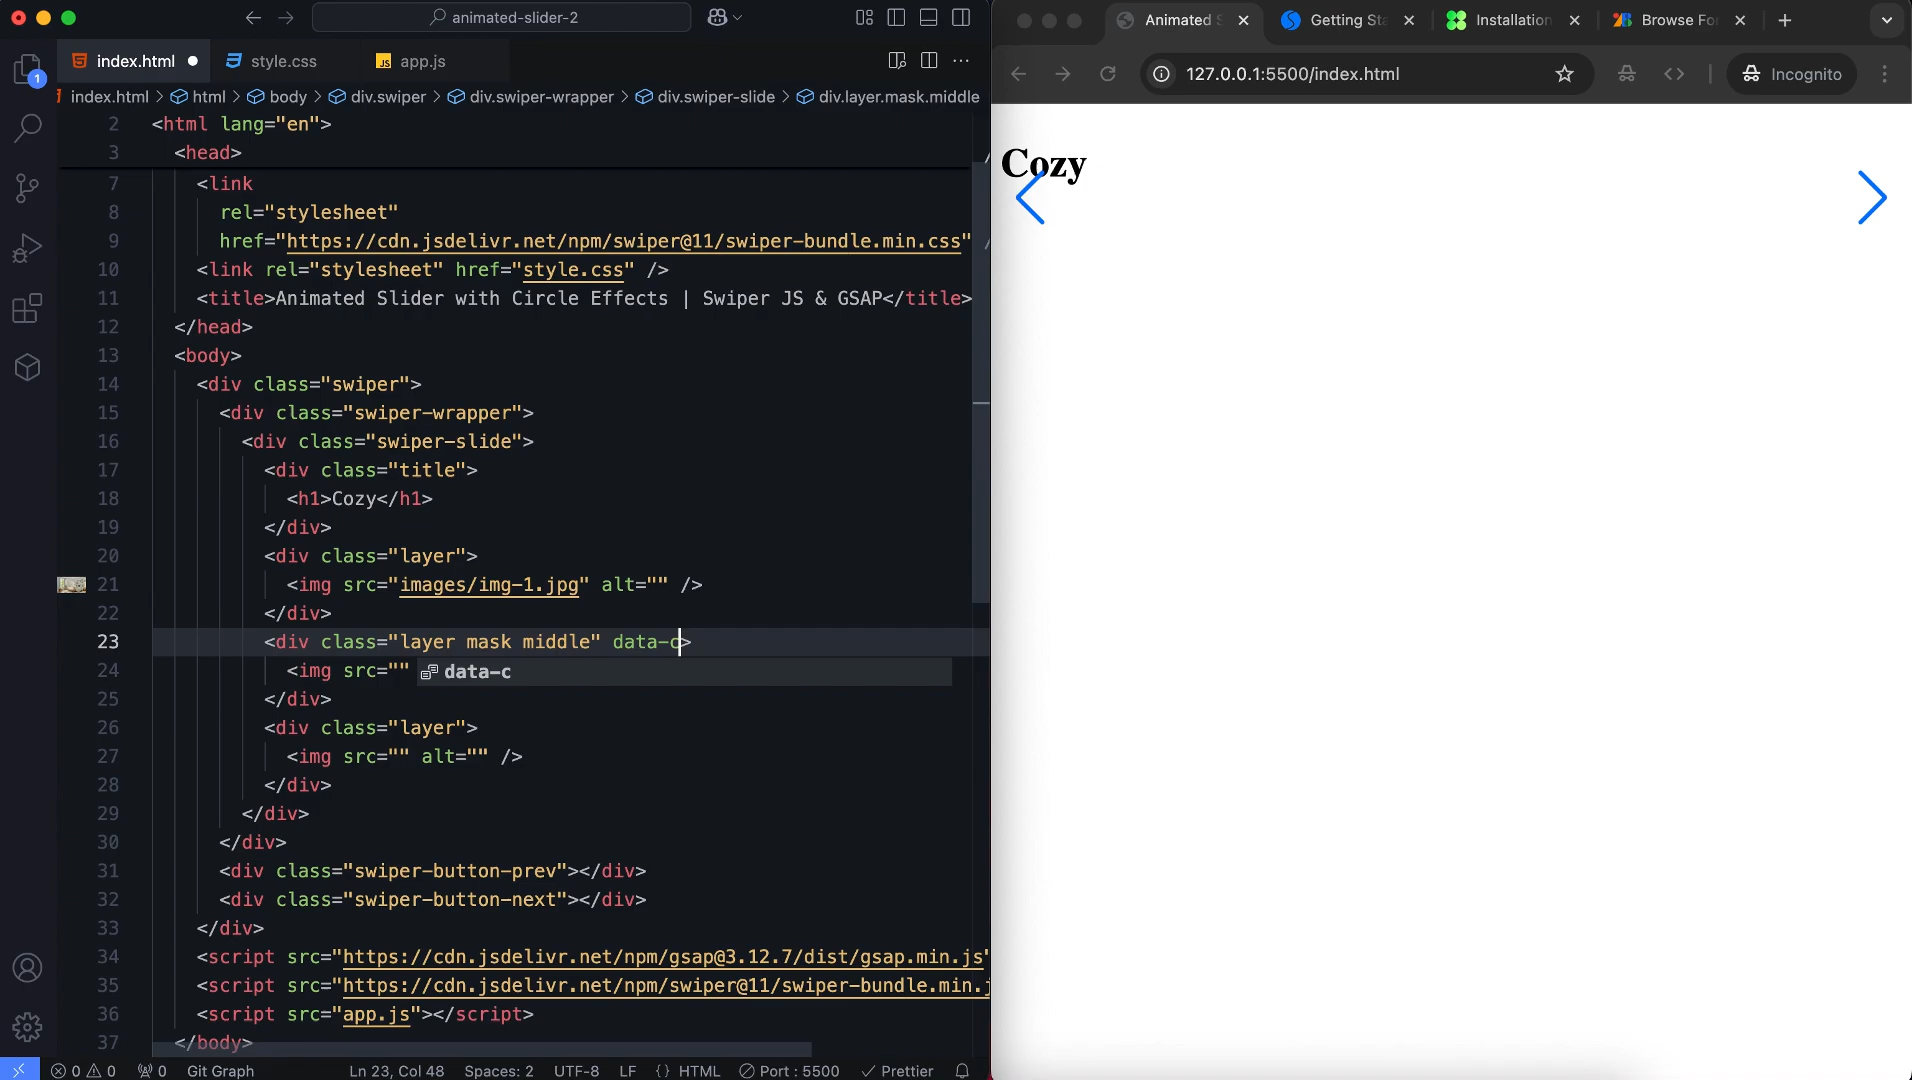 animated-slider-2
index.html
style.css
JS app.js
index.html > html > body > div.swiper > div.swiper-wrapper > div.swiper-slide > div.layer.mask.middle
2 <html lang="en">
3 <head>
7 <link
8 rel="stylesheet"
9 href="https://cdn.jsdelivr.net/npm/swiper@11/swiper-bundle.min.css" /
10 <link rel="stylesheet" href="style.css" />
11 <title>Animated Slider with Circle Effects | Swiper JS & GSAP</title>
12 </head>
13 <body>
14 <div class="swiper">
15 <div class="swiper-wrapper">
16 <div class="swiper-slide">
17 <div class="title">
18 <h1>Cozy</h1>
19 </div>
20 <div class="layer">
21 <img src="images/img-1.jpg" alt="" />
22 </div>
23 <div class="layer mask middle" data-c>
24 <img src=""
data-c
25 </div>
26 <div class="layer">
27 <img src="" alt="" />
28 </div>
29 </div>
30 </div>
31 <div class="swiper-button-prev"></div>
32 <div class="swiper-button-next"></div>
33 </div>
34 <script src="https://cdn.jsdelivr.net/npm/gsap@3.12.7/dist/gsap.min.js"
35 <script src="https://cdn.jsdelivr.net/npm/swiper@11/swiper-bundle.min.j
36 <script src="app.js"></script>
37 </body>
1
0 0 0 Git Graph Ln 23, Col 48 Spaces: 2 UTF-8 LF {} HTML Port : 5500 Prettier
Animated S
Getting Sta
Installation
Browse Fon
127.0.0.1:5500/index.html
Incognito
Cozy